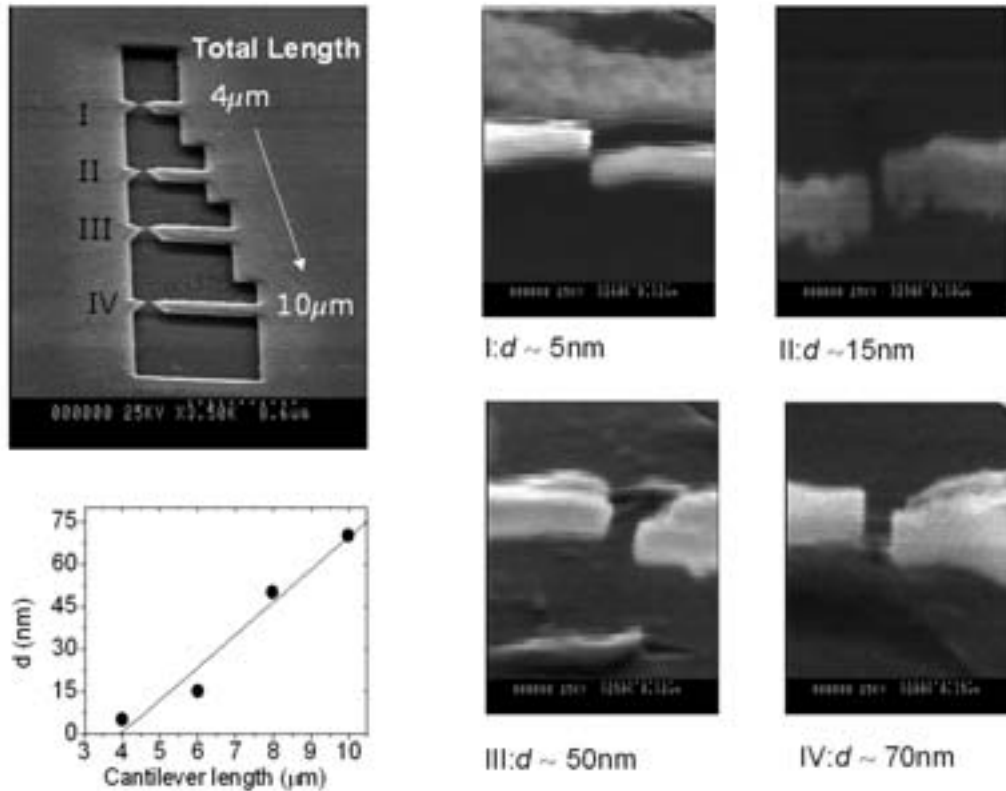 Total Length
4μm
I
II
III
IV
10μm
000000 25KV X3.50K 8.6μm
I:d ~ 5nm
II:d ~ 15nm
III:d ~ 50nm
IV:d ~ 70nm
d (nm)
75
60
45
30
15
0
3 4 5 6 7 8 9 10
Cantilever length (μm)